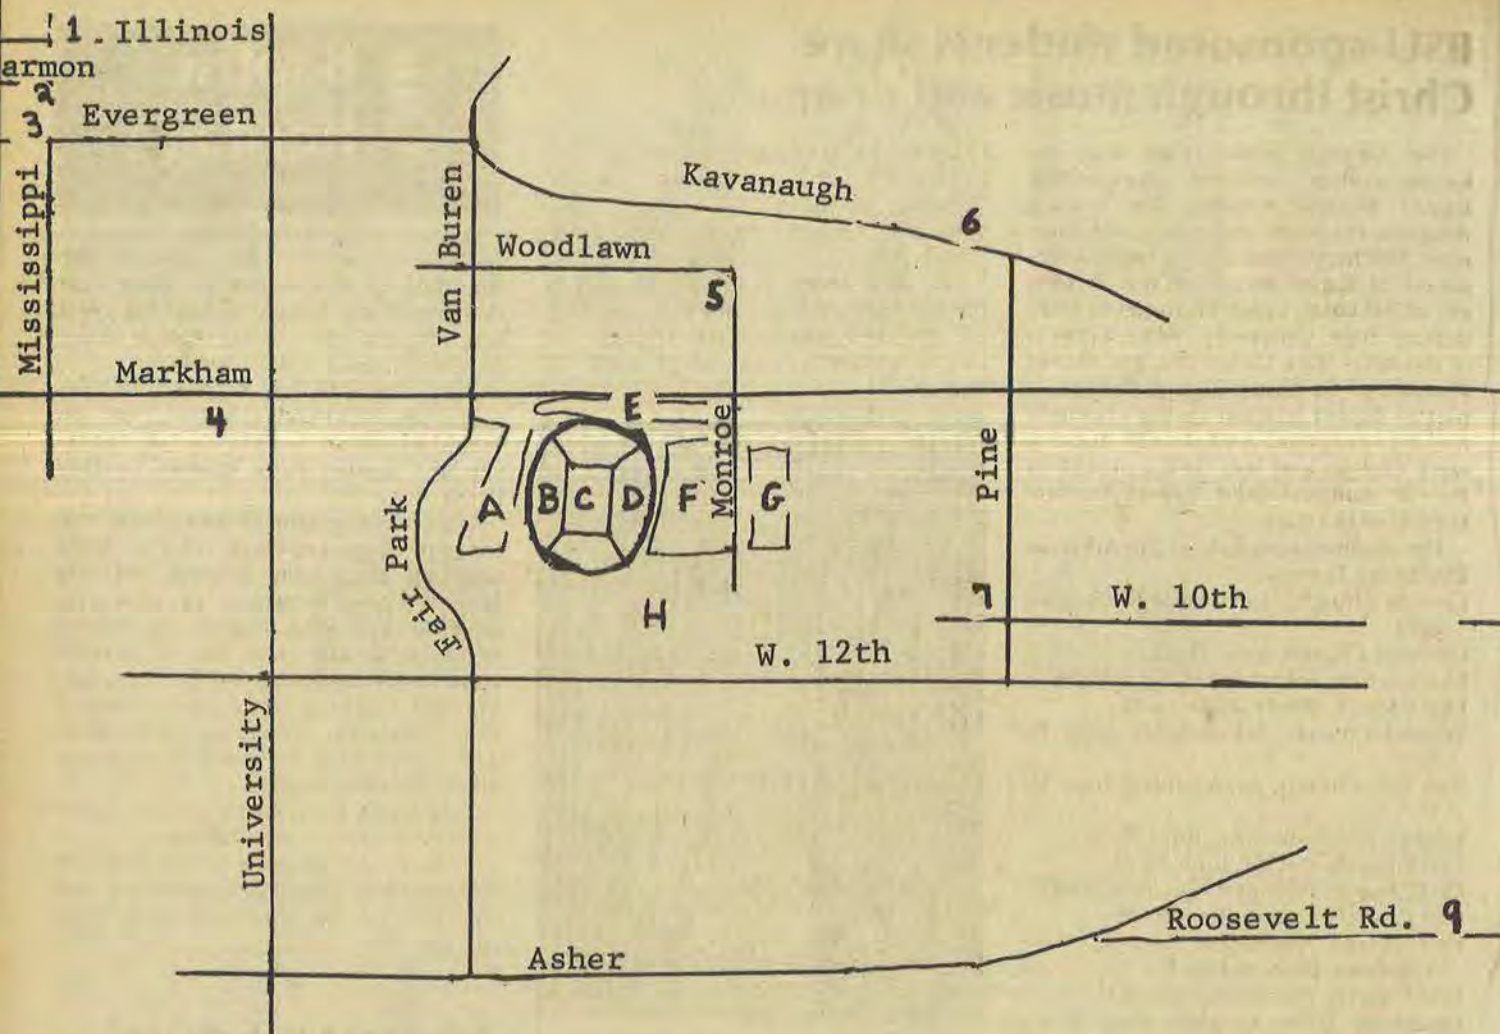 1. Illinois
armon
2
3
Evergreen
Mississippi
Van Buren
Kavanaugh
6
Woodlawn
5
Markham
4
E
A
B
C
D
F
Monroe
G
Pine
Fair Park
H
7
W. 10th
W. 12th
University
Roosevelt Rd. 9
Asher